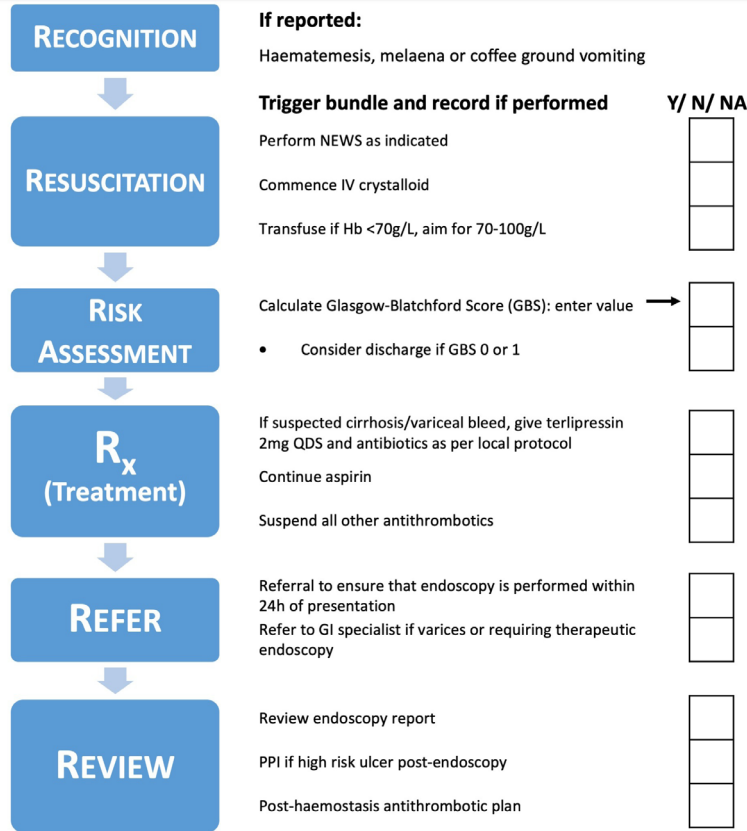 RECOGNITION
If reported:
Haematemesis, melaena or coffee ground vomiting
Trigger bundle and record if performed
Y/ N/ NA
RESUSCITATION
Perform NEWS as indicated
Commence IV crystalloid
Transfuse if Hb <70g/L, aim for 70-100g/L
RISK
ASSESSMENT
Calculate Glasgow-Blatchford Score (GBS): enter value
• Consider discharge if GBS 0 or 1
Rx
(Treatment)
If suspected cirrhosis/variceal bleed, give terlipressin
2mg QDS and antibiotics as per local protocol
Continue aspirin
Suspend all other antithrombotics
REFER
Referral to ensure that endoscopy is performed within
24h of presentation
Refer to GI specialist if varices or requiring therapeutic
endoscopy
REVIEW
Review endoscopy report
PPI if high risk ulcer post-endoscopy
Post-haemostasis antithrombotic plan